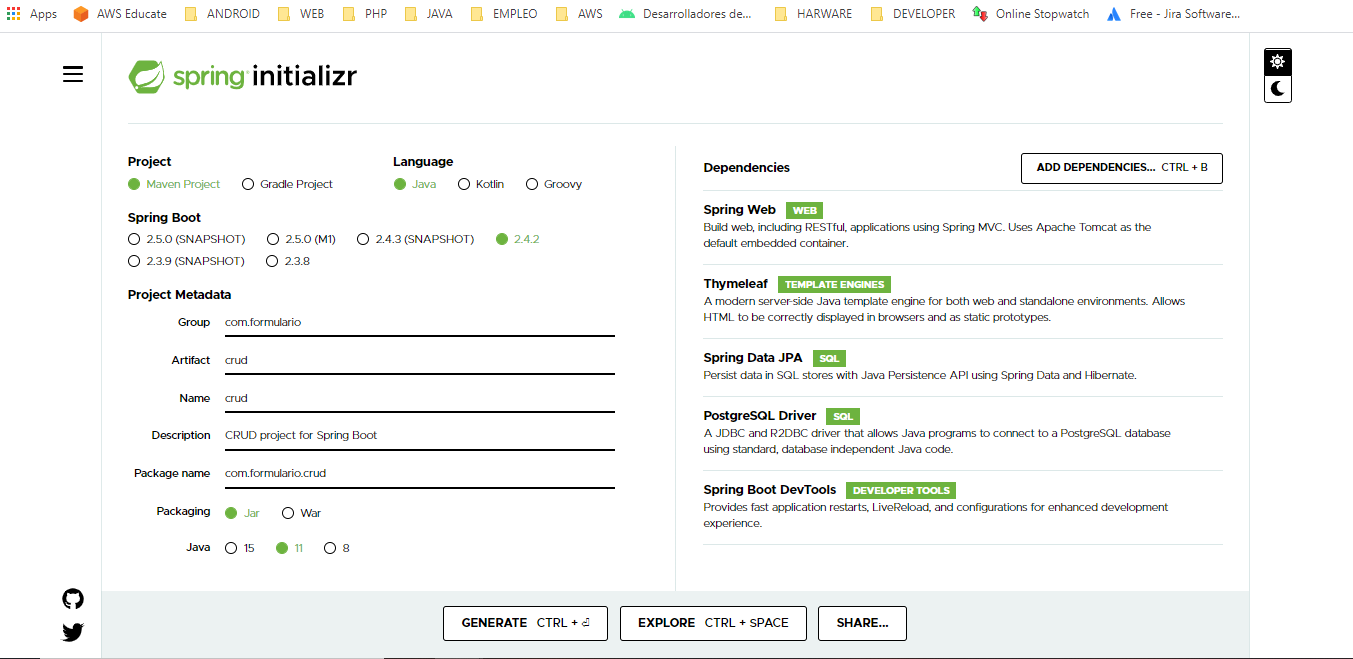 Apps AWS Educate ANDROID WEB PHP JAVA EMPLEO AWS Desarrolladores de... HARWARE DEVELOPER Online Stopwatch Free - Jira Software...
spring initializr
Project
Maven Project Gradle Project
Language
Java Kotlin Groovy
Spring Boot
2.5.0 (SNAPSHOT) 2.5.0 (M1) 2.4.3 (SNAPSHOT) 2.4.2
2.3.9 (SNAPSHOT) 2.3.8
Project Metadata
Group com.formulario
Artifact crud
Name crud
Description CRUD project for Spring Boot
Package name com.formulario.crud
Packaging Jar War
Java 15 11 8
Dependencies ADD DEPENDENCIES... CTRL + B
Spring Web WEB
Build web, including RESTful, applications using Spring MVC. Uses Apache Tomcat as the
default embedded container.
Thymeleaf TEMPLATE ENGINES
A modern server-side Java template engine for both web and standalone environments. Allows
HTML to be correctly displayed in browsers and as static prototypes.
Spring Data JPA SQL
Persist data in SQL stores with Java Persistence API using Spring Data and Hibernate.
PostgreSQL Driver SQL
A JDBC and R2DBC driver that allows Java programs to connect to a PostgreSQL database
using standard, database independent Java code.
Spring Boot DevTools DEVELOPER TOOLS
Provides fast application restarts, LiveReload, and configurations for enhanced development
experience.
GENERATE CTRL + ⏎ EXPLORE CTRL + SPACE SHARE...